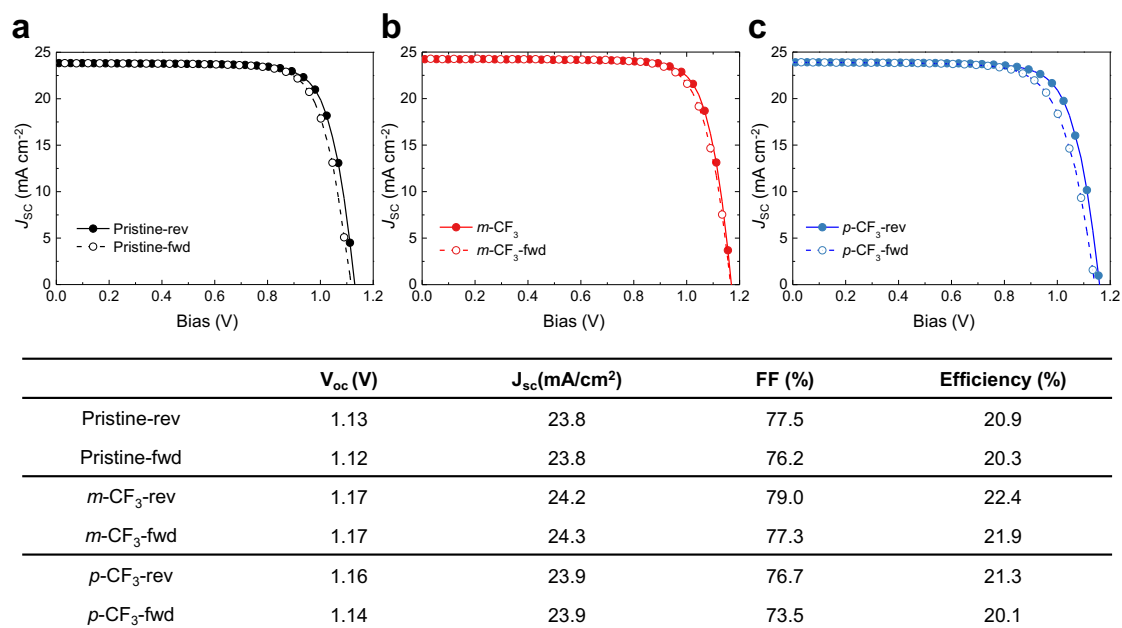 a
25
20
15
10
5
0
J_SC (mA cm⁻²)
Pristine-rev
Pristine-fwd
0.0 0.2 0.4 0.6 0.8 1.0 1.2
Bias (V)
b
25
20
15
10
5
0
J_SC (mA cm⁻²)
m-CF₃
m-CF₃-fwd
0.0 0.2 0.4 0.6 0.8 1.0 1.2
Bias (V)
c
25
20
15
10
5
0
J_SC (mA cm⁻²)
p-CF₃-rev
p-CF₃-fwd
0.0 0.2 0.4 0.6 0.8 1.0 1.2
Bias (V)
V_oc (V) J_sc(mA/cm²) FF (%) Efficiency (%)
Pristine-rev 1.13 23.8 77.5 20.9
Pristine-fwd 1.12 23.8 76.2 20.3
m-CF₃-rev 1.17 24.2 79.0 22.4
m-CF₃-fwd 1.17 24.3 77.3 21.9
p-CF₃-rev 1.16 23.9 76.7 21.3
p-CF₃-fwd 1.14 23.9 73.5 20.1